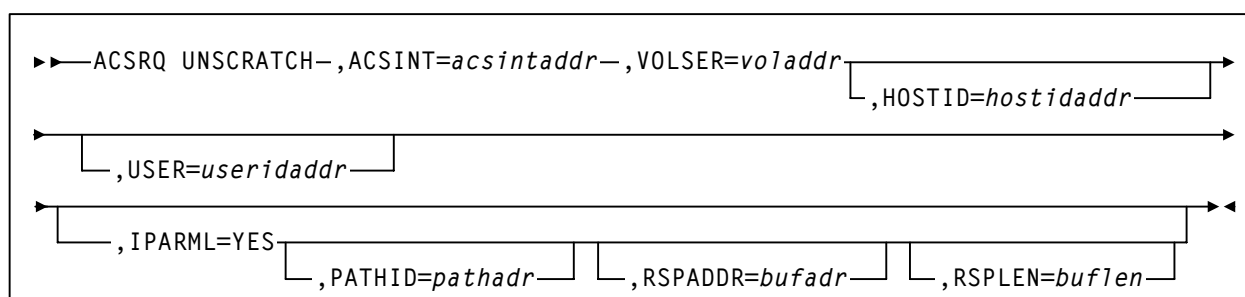 ACSRQ UNSCRATCH ,ACSINT=acsintaddr ,VOLSER=voladdr
,HOSTID=hostidaddr
,USER=useridaddr
,IPARML=YES
,PATHID=pathadr ,RSPADDR=bufadr ,RSPLEN=buflen